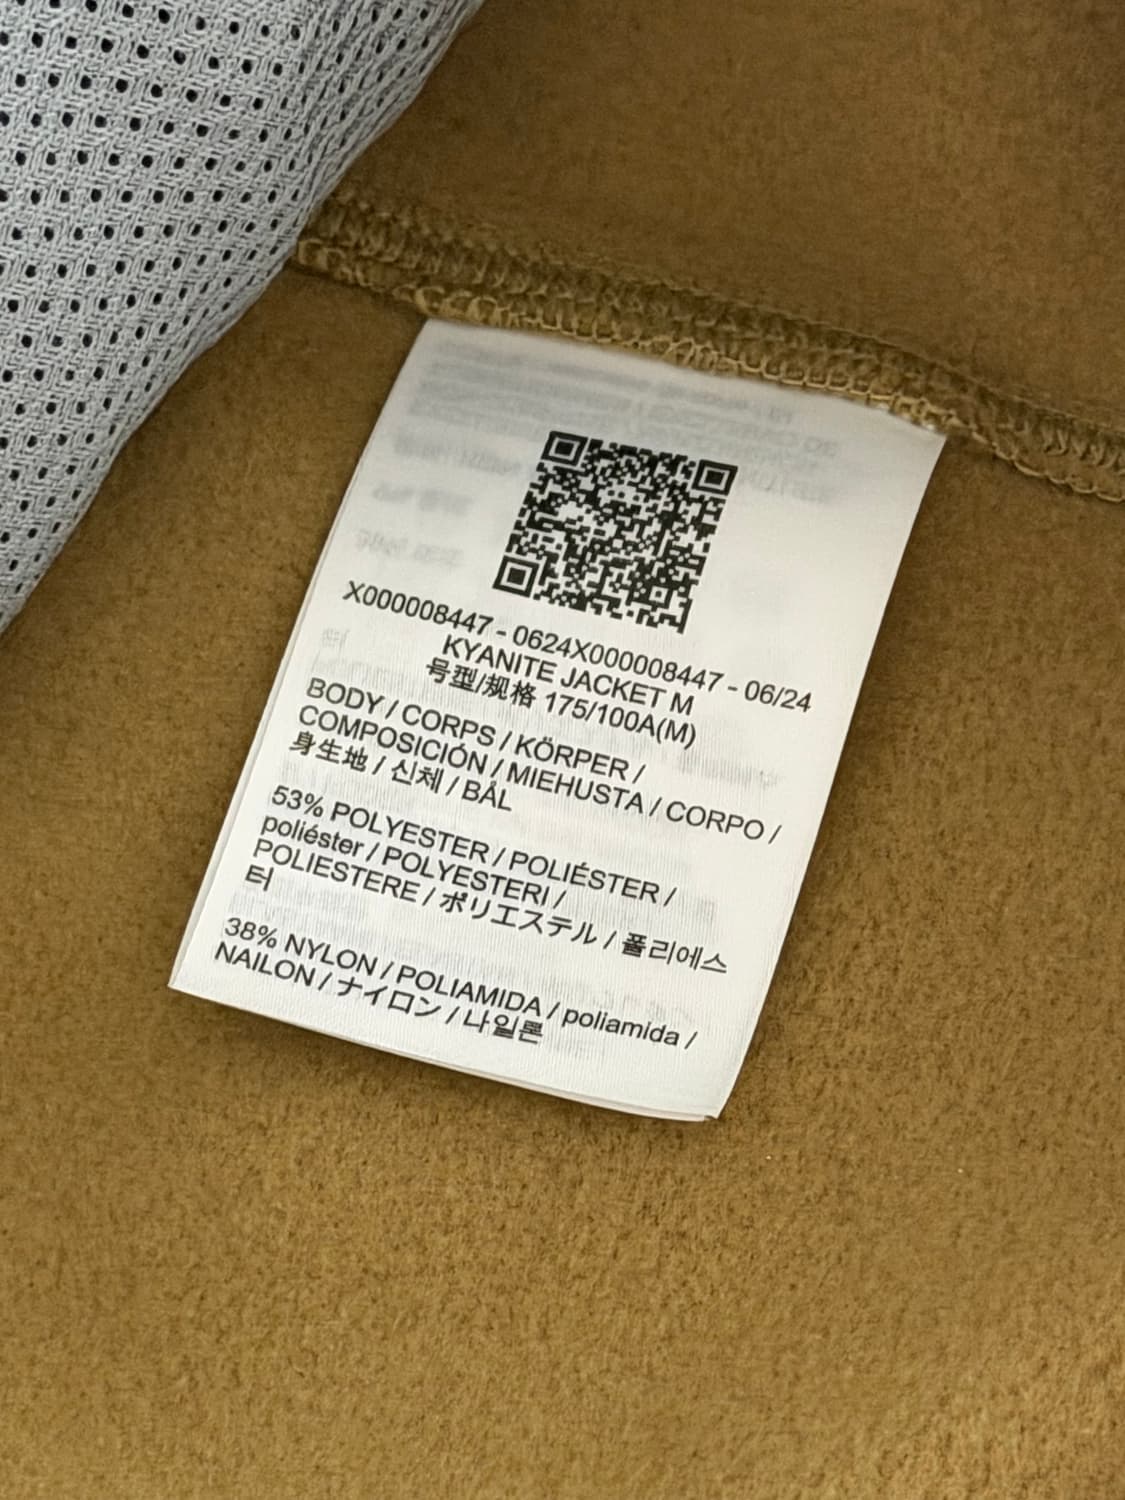 X000008447 - 0624X000008447 - 06/24
KYANITE JACKET M
号型/规格 175/100A(M)
BODY / CORPS / KÖRPER /
COMPOSICIÓN / MIEHUSTA / CORPO /
身生地 / 신체 / BÅL
53% POLYESTER / POLIÉSTER /
poliéster / POLYESTERI /
POLIESTERE / ポリエステル / 폴리에스
터
38% NYLON / POLIAMIDA / poliamida /
NAILON / ナイロン / 나일론